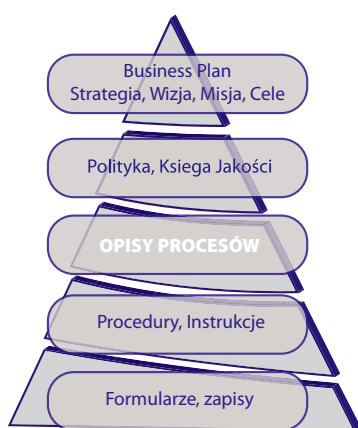 Business Plan
Strategia, Wizja, Misja, Cele
Polityka, Ksiega Jakości
OPISY PROCESÓW
Procedury, Instrukcje
Formularze, zapisy